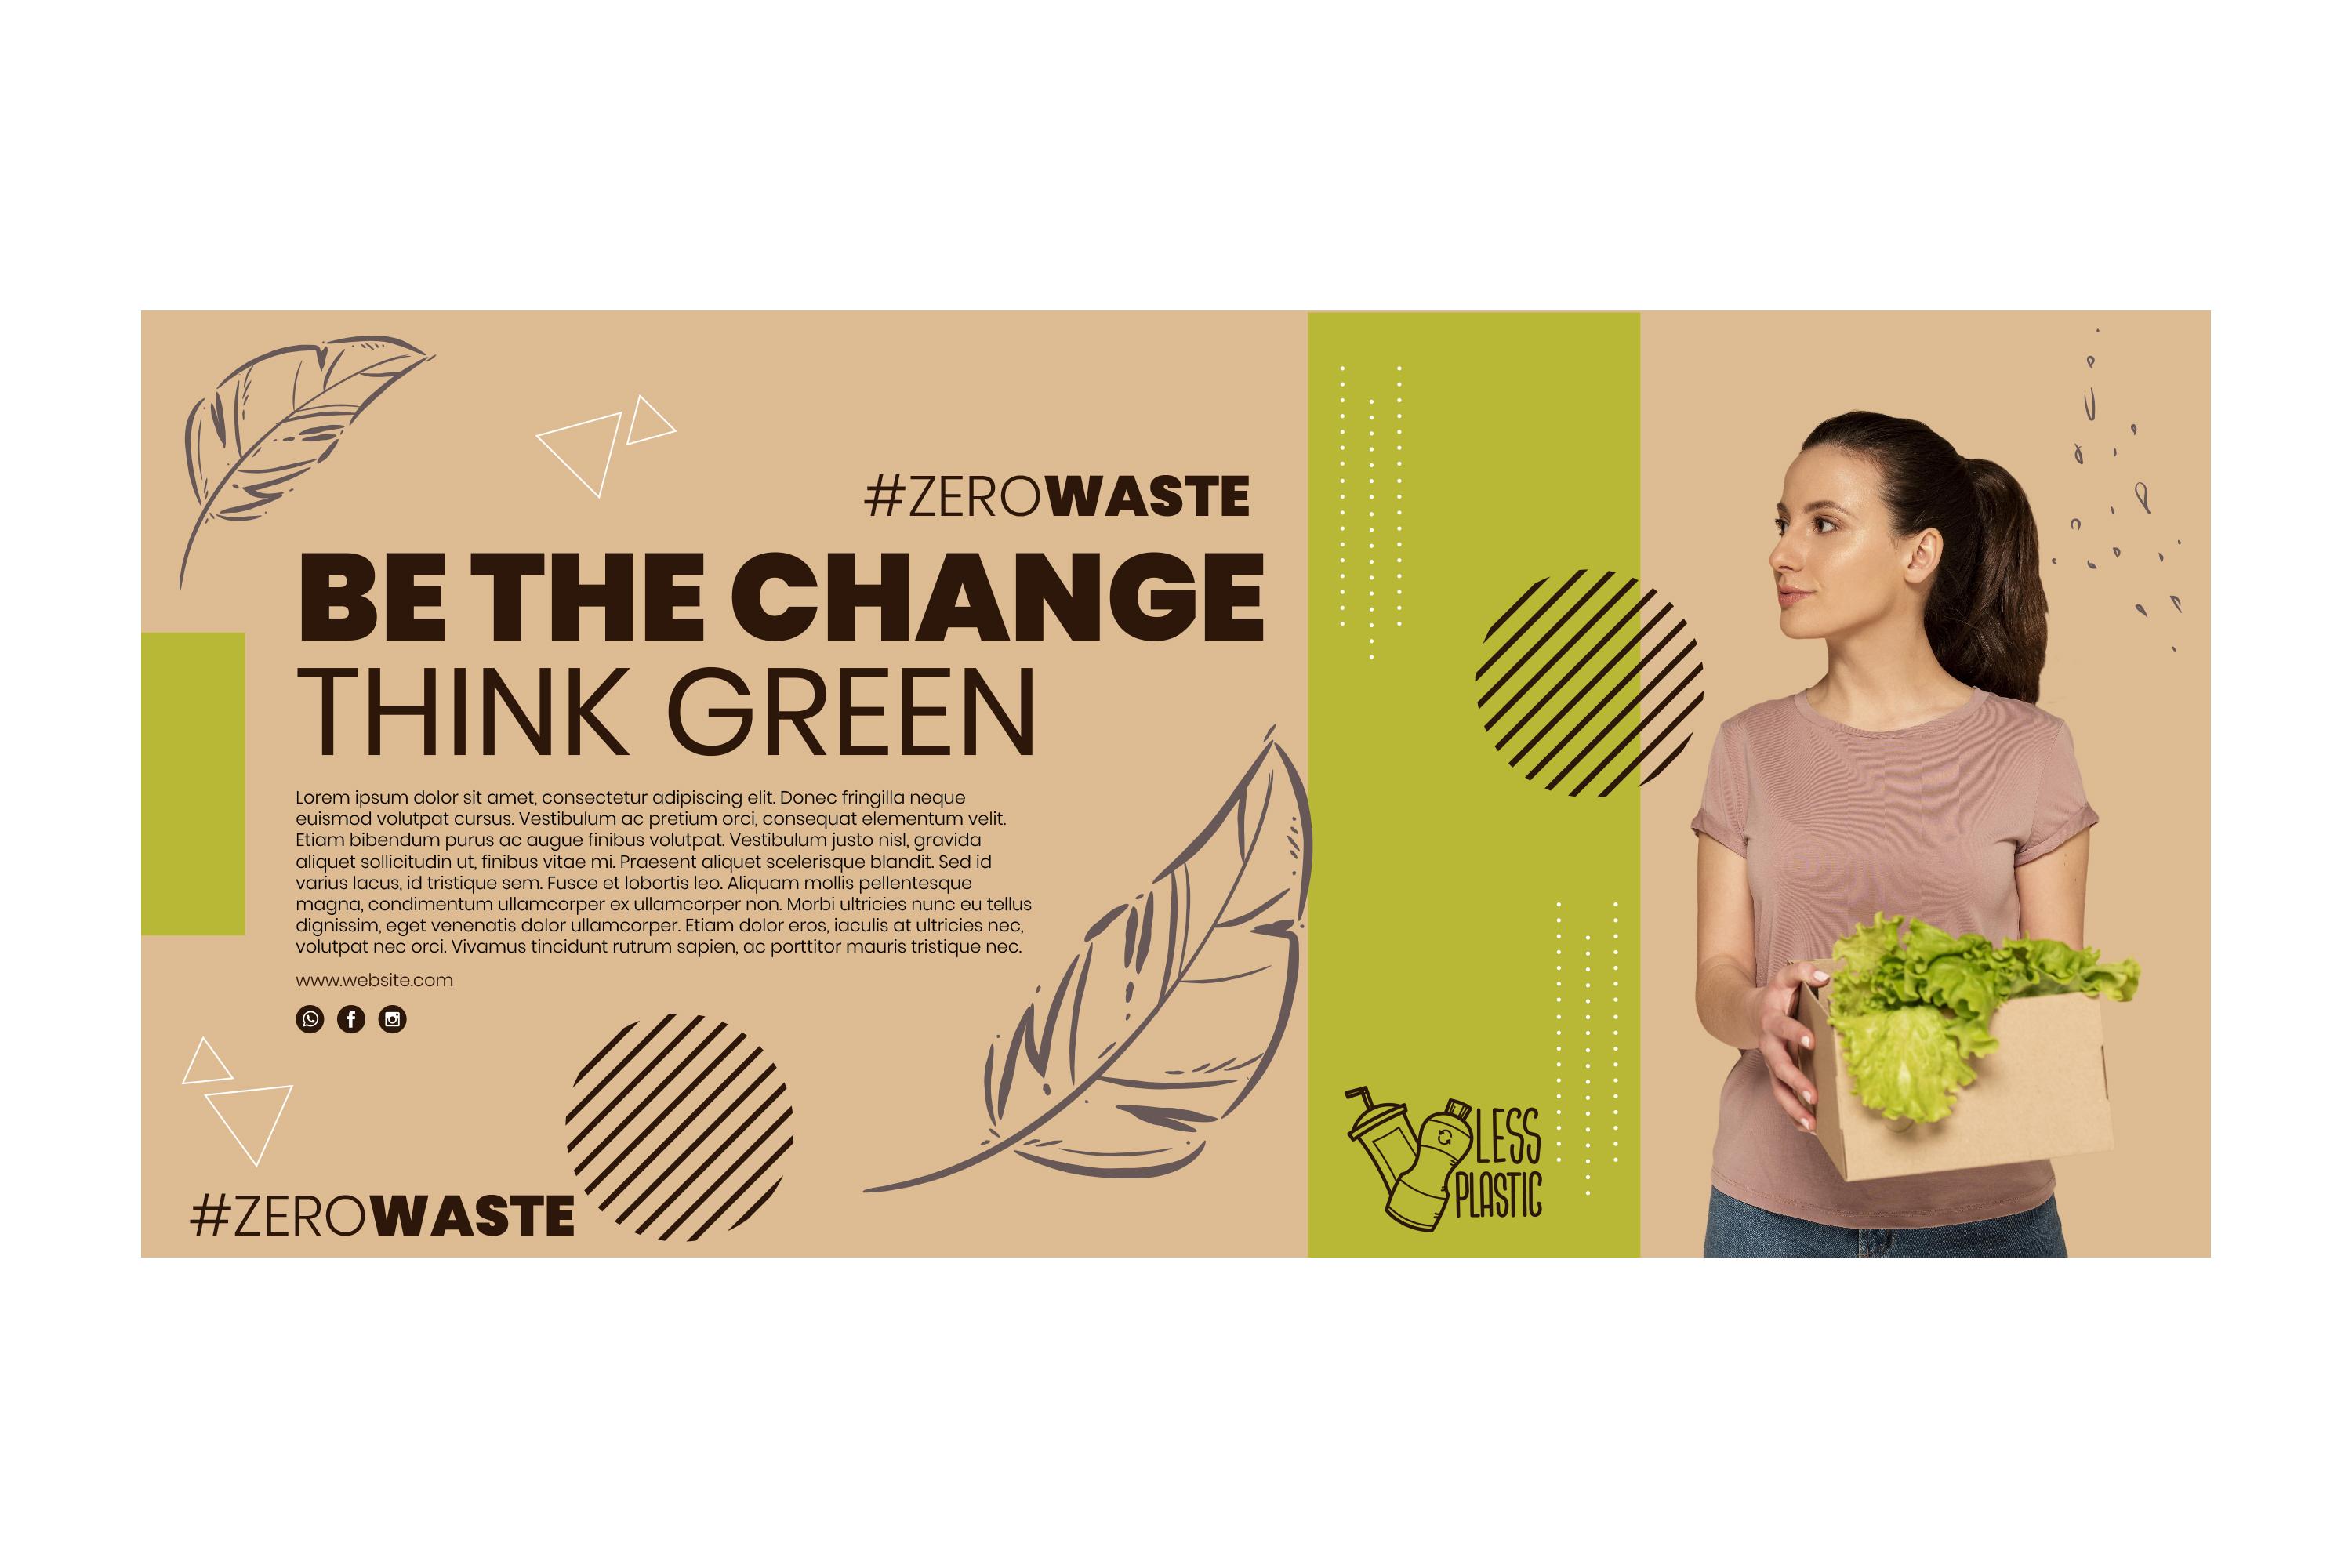 #ZEROWASTE
BE THE CHANGE
THINK GREEN
Lorem ipsum dolor sit amet, consectetur adipiscing elit. Donec fringilla neque
euismod volutpat cursus. Vestibulum ac pretium orci, consequat elementum velit.
Etiam bibendum purus ac augue finibus volutpat. Vestibulum justo nisl, gravida
aliquet sollicitudin ut, finibus vitae mi. Praesent aliquet scelerisque blandit. Sed id
varius lacus, id tristique sem. Fusce et lobortis leo. Aliquam mollis pellentesque
magna, condimentum ullamcorper ex ullamcorper non. Morbi ultricies nunc eu tellus
dignissim, eget venenatis dolor ullamcorper. Etiam dolor eros, iaculis at ultricies nec,
volutpat nec orci. Vivamus tincidunt rutrum sapien, ac porttitor mauris tristique nec.
www.website.com
#ZEROWASTE
LESS
PLASTIC